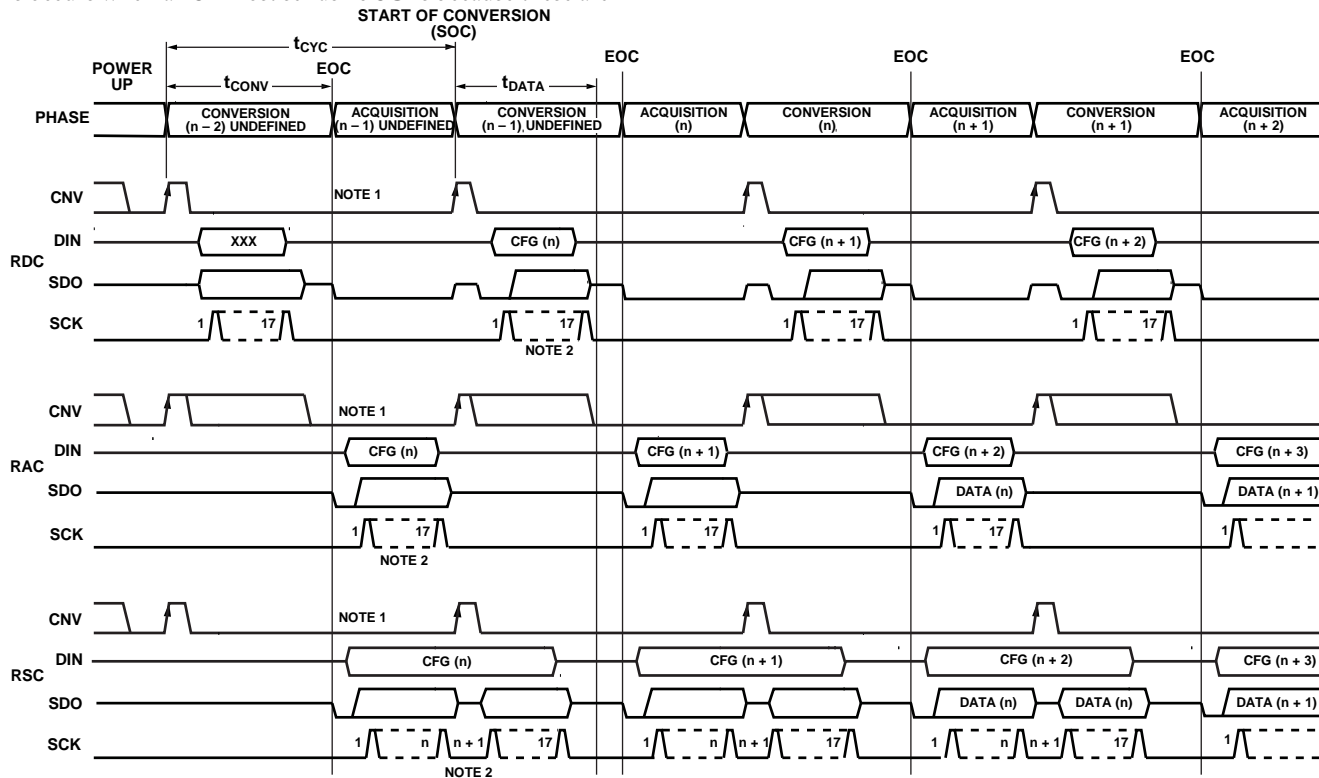 START OF CONVERSION
(SOC)
tCYC
POWER
UP
EOC
EOC
EOC
EOC
tCONV
tDATA
PHASE
CONVERSION
(n – 2) UNDEFINED
ACQUISITION
(n – 1) UNDEFINED
CONVERSION
(n – 1) UNDEFINED
ACQUISITION
(n)
CONVERSION
(n)
ACQUISITION
(n + 1)
CONVERSION
(n + 1)
ACQUISITION
(n + 2)
CNV
NOTE 1
RDC
DIN
XXX
CFG (n)
CFG (n + 1)
CFG (n + 2)
SDO
SCK
1 17
1 17
1 17
1 17
NOTE 2
CNV
NOTE 1
RAC
DIN
CFG (n)
CFG (n + 1)
CFG (n + 2)
CFG (n + 3)
SDO
DATA (n)
DATA (n + 1)
SCK
1 17
1 17
1 17
1
NOTE 2
CNV
NOTE 1
RSC
DIN
CFG (n)
CFG (n + 1)
CFG (n + 2)
CFG (n + 3)
SDO
DATA (n)
DATA (n)
DATA (n + 1)
SCK
1 n n + 1 17
1 n n + 1 17
1 n n + 1 17
1
NOTE 2